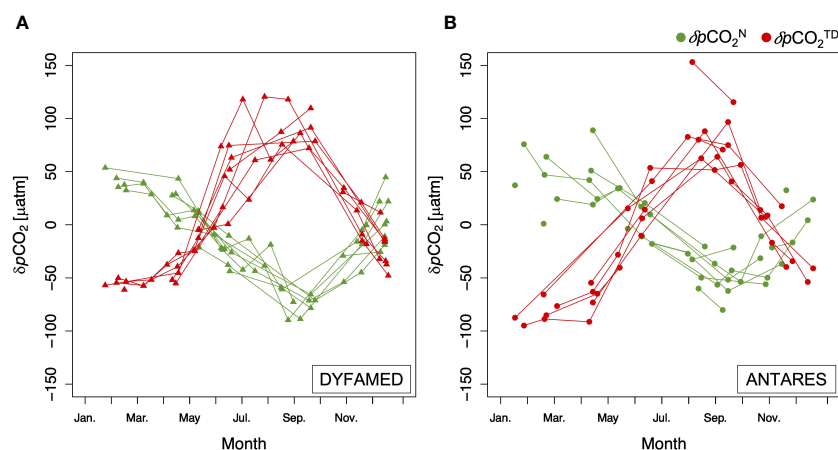 A
B
δpCO₂ᴺ
δpCO₂ᵀᴰ
δpCO₂ [µatm]
150
100
50
0
−50
−100
−150
DYFAMED
Jan. Mar. May Jul. Sep. Nov.
Month
δpCO₂ [µatm]
150
100
50
0
−50
−100
−150
ANTARES
Jan. Mar. May Jul. Sep. Nov.
Month